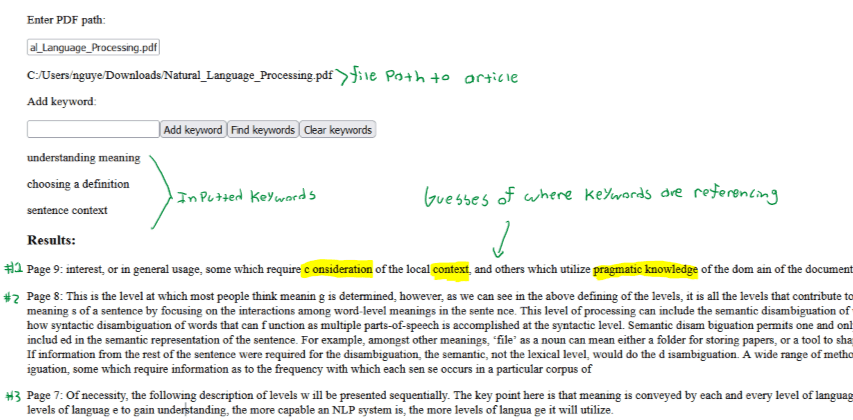 Enter PDF path:
al_Language_Processing.pdf
C:/Users/nguye/Downloads/Natural_Language_Processing.pdf >file Path to article
Add keyword:
Add keyword Find keywords Clear keywords
understanding meaning
choosing a definition
sentence context
InPutted Keywords
Guesses of where Keywords are referencing
Results:
#1 Page 9: interest, or in general usage, some which require c onsideration of the local context, and others which utilize pragmatic knowledge of the dom ain of the document
#2 Page 8: This is the level at which most people think meanin g is determined, however, as we can see in the above defining of the levels, it is all the levels that contribute to
meaning s of a sentence by focusing on the interactions among word-level meanings in the sente nce. This level of processing can include the semantic disambiguation of
how syntactic disambiguation of words that can f unction as multiple parts-of-speech is accomplished at the syntactic level. Semantic disam biguation permits one and onl
includ ed in the semantic representation of the sentence. For example, amongst other meanings, 'file' as a noun can mean either a folder for storing papers, or a tool to sha
If information from the rest of the sentence were required for the disambiguation, the semantic, not the lexical level, would do the d isambiguation. A wide range of metho
iguation, some which require information as to the frequency with which each sen se occurs in a particular corpus of
#3 Page 7: Of necessity, the following description of levels w ill be presented sequentially. The key point here is that meaning is conveyed by each and every level of language
levels of languag e to gain understanding, the more capable an NLP system is, the more levels of langua ge it will utilize.